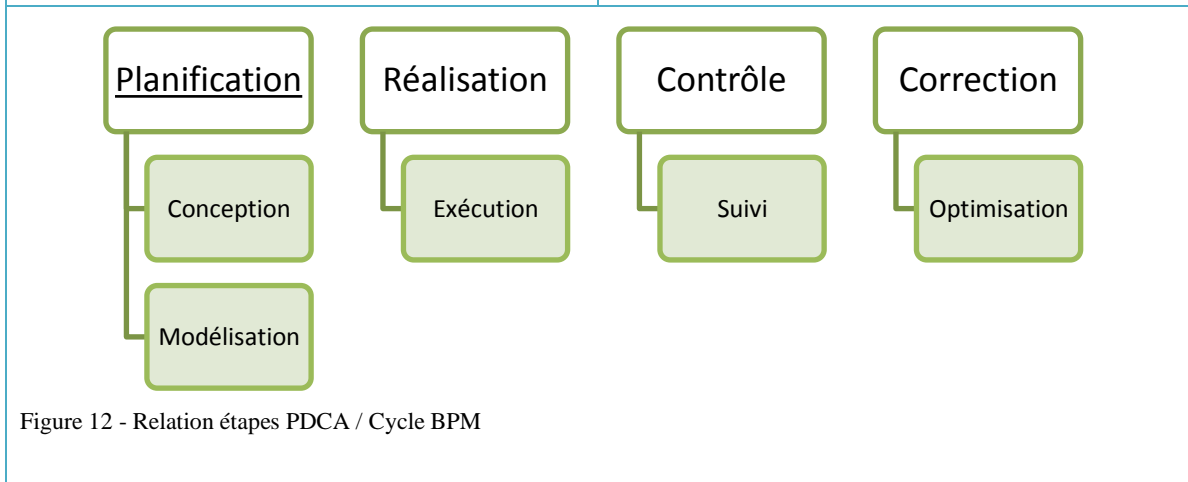 Planification
Réalisation
Contrôle
Correction
Conception
Exécution
Suivi
Optimisation
Modélisation
Figure 12 - Relation étapes PDCA / Cycle BPM